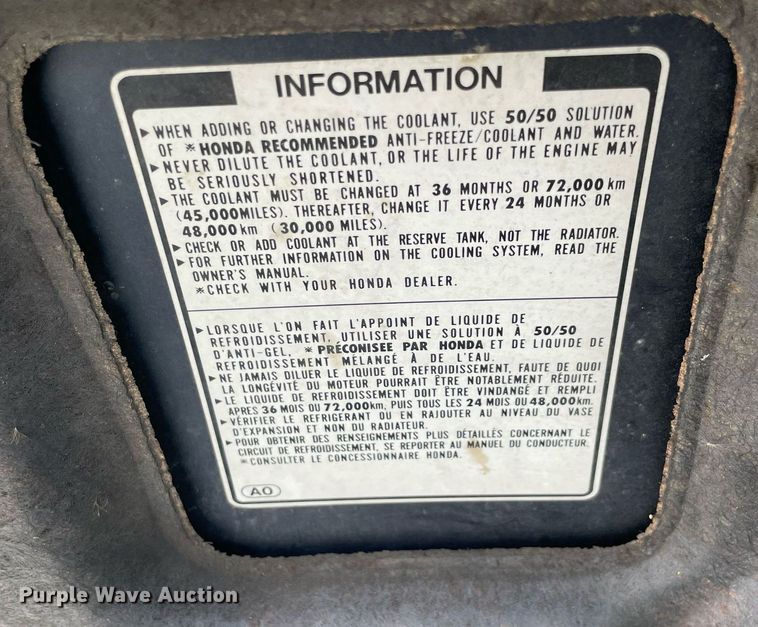 INFORMATION
▶WHEN ADDING OR CHANGING THE COOLANT, USE 50/50 SOLUTION
OF *HONDA RECOMMENDED ANTI-FREEZE/COOLANT AND WATER.
▶NEVER DILUTE THE COOLANT, OR THE LIFE OF THE ENGINE MAY
BE SERIOUSLY SHORTENED.
▶THE COOLANT MUST BE CHANGED AT 36 MONTHS OR 72,000 km
(45,000MILES). THEREAFTER, CHANGE IT EVERY 24 MONTHS OR
48,000 km (30,000 MILES).
▶CHECK OR ADD COOLANT AT THE RESERVE TANK, NOT THE RADIATOR.
▶FOR FURTHER INFORMATION ON THE COOLING SYSTEM, READ THE
OWNER'S MANUAL.
*CHECK WITH YOUR HONDA DEALER.
▶LORSQUE L'ON FAIT L'APPOINT DE LIQUIDE DE
REFROIDISSEMENT, UTILISER UNE SOLUTION À 50/50
D'ANTI-GEL, *PRÉCONISEE PAR HONDA ET DE LIQUIDE DE
REFROIDISSEMENT MÉLANGÉ À DE L'EAU.
▶NE JAMAIS DILUER LE LIQUIDE DE REFROIDISSEMENT, FAUTE DE QUOI
LA LONGÉVITÉ DU MOTEUR POURRAIT ÊTRE NOTABLEMENT RÉDUITE.
▶LE LIQUIDE DE REFROIDISSEMENT DOIT ÊTRE VINDANGÉ ET REMPLI
APRES 36 MOIS OU 72,000km, PUIS TOUS LES 24 MOIS OU 48,000km.
▶VÉRIFIER LE REFRIGERANT OU EN RAJOUTER AU NIVEAU DU VASE
D'EXPANSION ET NON DU RADIATEUR.
▶POUR OBTENIR DES RENSEIGNEMENTS PLUS DÉTAILLÉS CONCERNANT LE
CIRCUIT DE REFROIDISSEMENT, SE REPORTER AU MANUEL DU CONDUCTEUR.
*CONSULTER LE CONCESSIONNAIRE HONDA.
AO
Purple Wave Auction